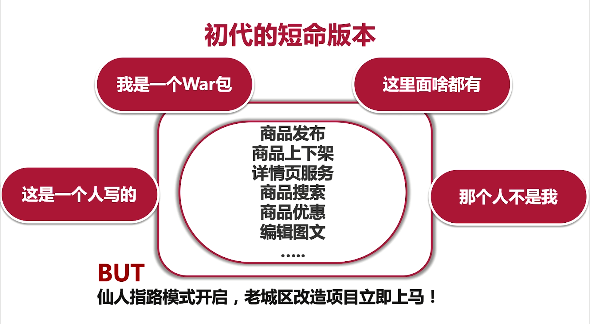 初代的短命版本
我是一个War包
这里面啥都有
商品发布
商品上下架
详情页服务
商品搜索
商品优惠
编辑图文
.....
这是一个人写的
那个人不是我
BUT
仙人指路模式开启，老城区改造项目立即上马！